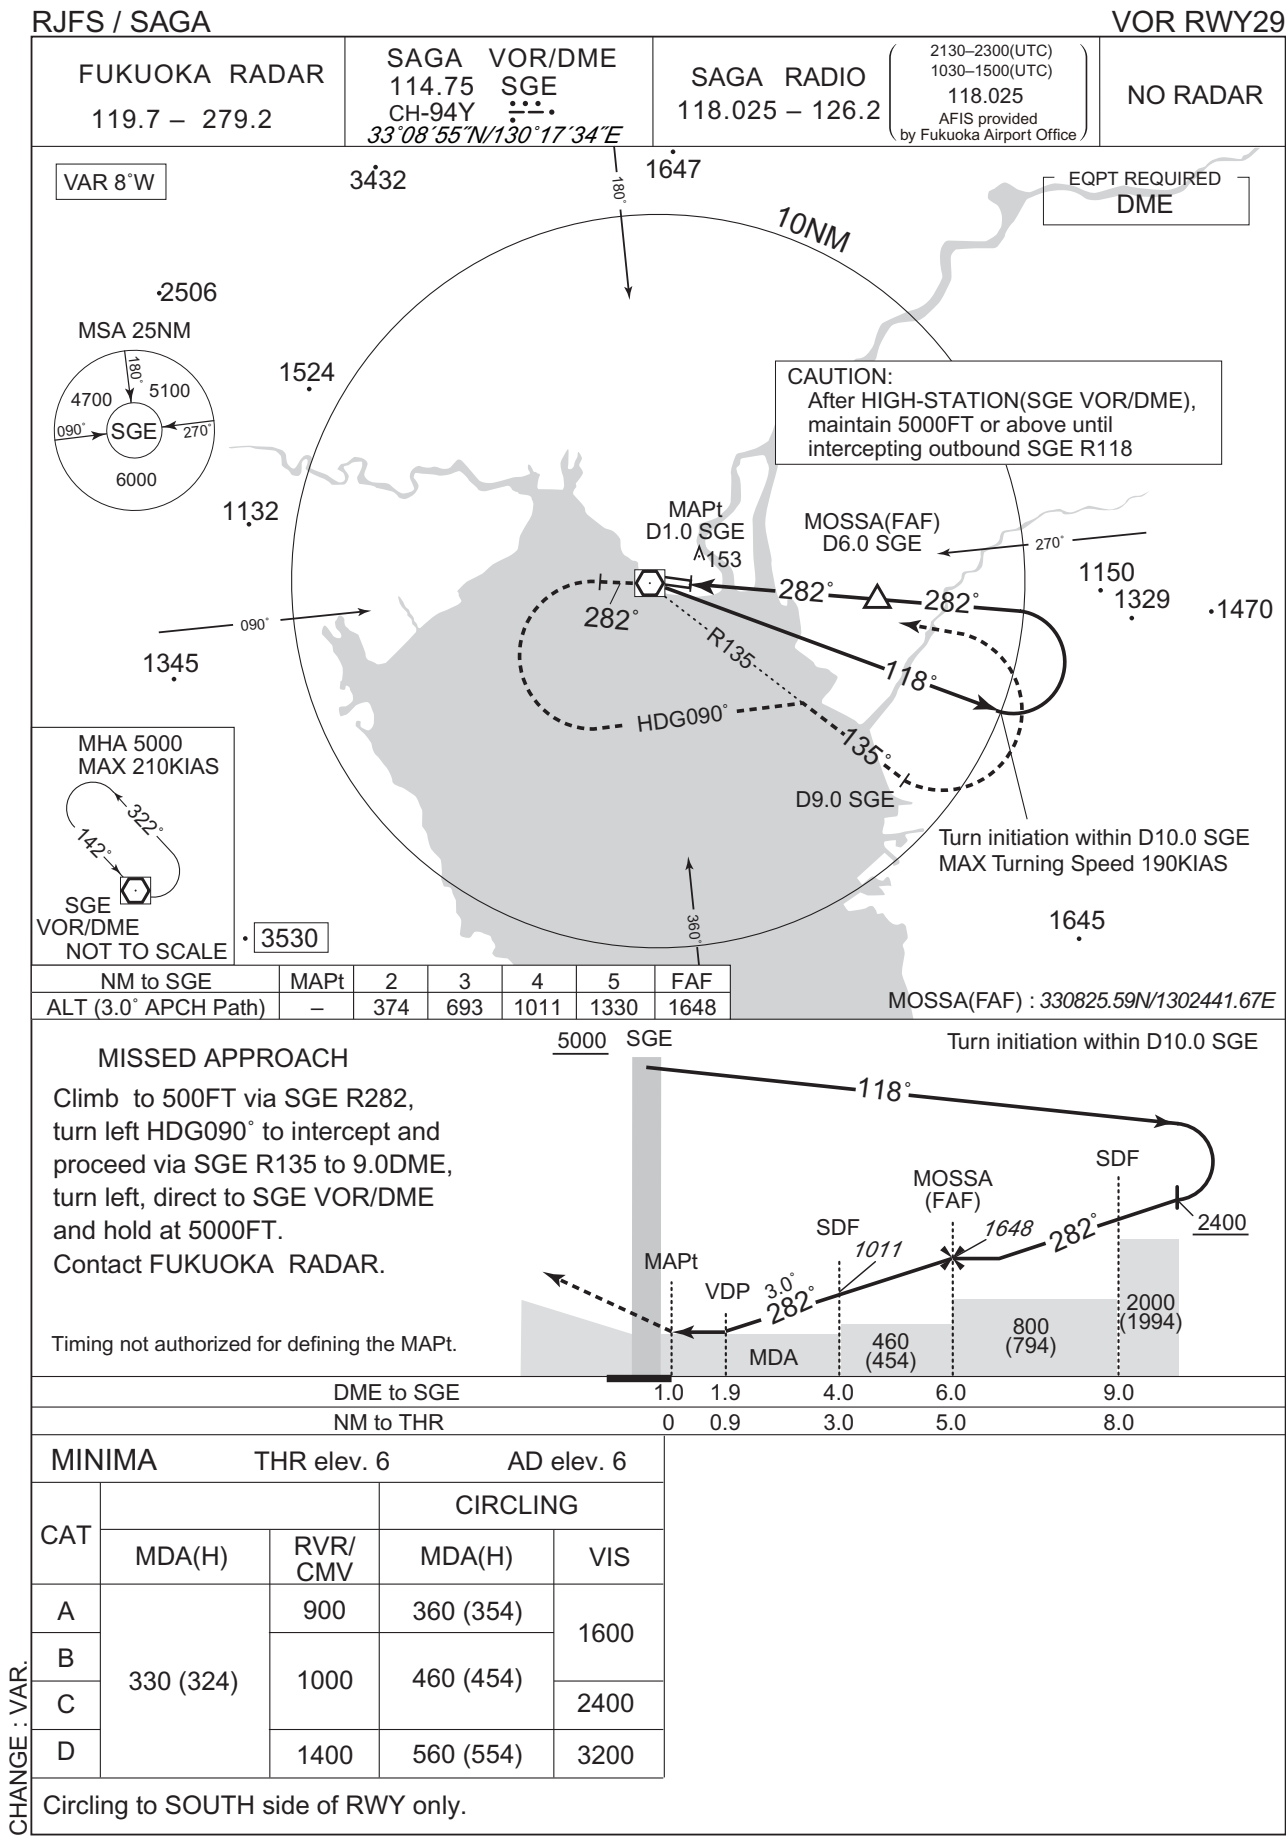 RJFS / SAGA
VOR RWY29
FUKUOKA RADAR
119.7 – 279.2
SAGA VOR/DME
114.75 SGE
CH-94Y
33°08´55˝N/130°17´34˝E
SAGA RADIO
118.025 – 126.2
2130–2300(UTC)
1030–1500(UTC)
118.025
AFIS provided
by Fukuoka Airport Office
NO RADAR
VAR 8°W
3432
180°
1647
EQPT REQUIRED
DME
10NM
2506
MSA 25NM
180°
4700
5100
090°
SGE
270°
6000
1524
CAUTION:
After HIGH-STATION(SGE VOR/DME),
maintain 5000FT or above until
intercepting outbound SGE R118
1132
MAPt
D1.0 SGE
153
MOSSA(FAF)
D6.0 SGE
270°
1150
1329
1470
282°
282°
282°
090°
R135
118°
1345
HDG090°
135°
D9.0 SGE
MHA 5000
MAX 210KIAS
322°
142°
SGE
VOR/DME
NOT TO SCALE
Turn initiation within D10.0 SGE
MAX Turning Speed 190KIAS
360°
1645
3530
NM to SGE MAPt 2 3 4 5 FAF
ALT (3.0° APCH Path) – 374 693 1011 1330 1648
MOSSA(FAF) : 330825.59N/1302441.67E
MISSED APPROACH
Climb to 500FT via SGE R282,
turn left HDG090° to intercept and
proceed via SGE R135 to 9.0DME,
turn left, direct to SGE VOR/DME
and hold at 5000FT.
Contact FUKUOKA RADAR.
Timing not authorized for defining the MAPt.
5000
SGE
Turn initiation within D10.0 SGE
118°
SDF
MOSSA
(FAF)
SDF
1011
1648
282°
2400
MAPt
VDP
3.0°
282°
MDA
460
(454)
800
(794)
2000
(1994)
DME to SGE 1.0 1.9 4.0 6.0 9.0
NM to THR 0 0.9 3.0 5.0 8.0
MINIMA THR elev. 6 AD elev. 6
CAT
CIRCLING
MDA(H)
RVR/
CMV
MDA(H)
VIS
A
900
360 (354)
1600
B
330 (324)
1000
460 (454)
C
2400
D
1400
560 (554)
3200
Circling to SOUTH side of RWY only.
CHANGE : VAR.